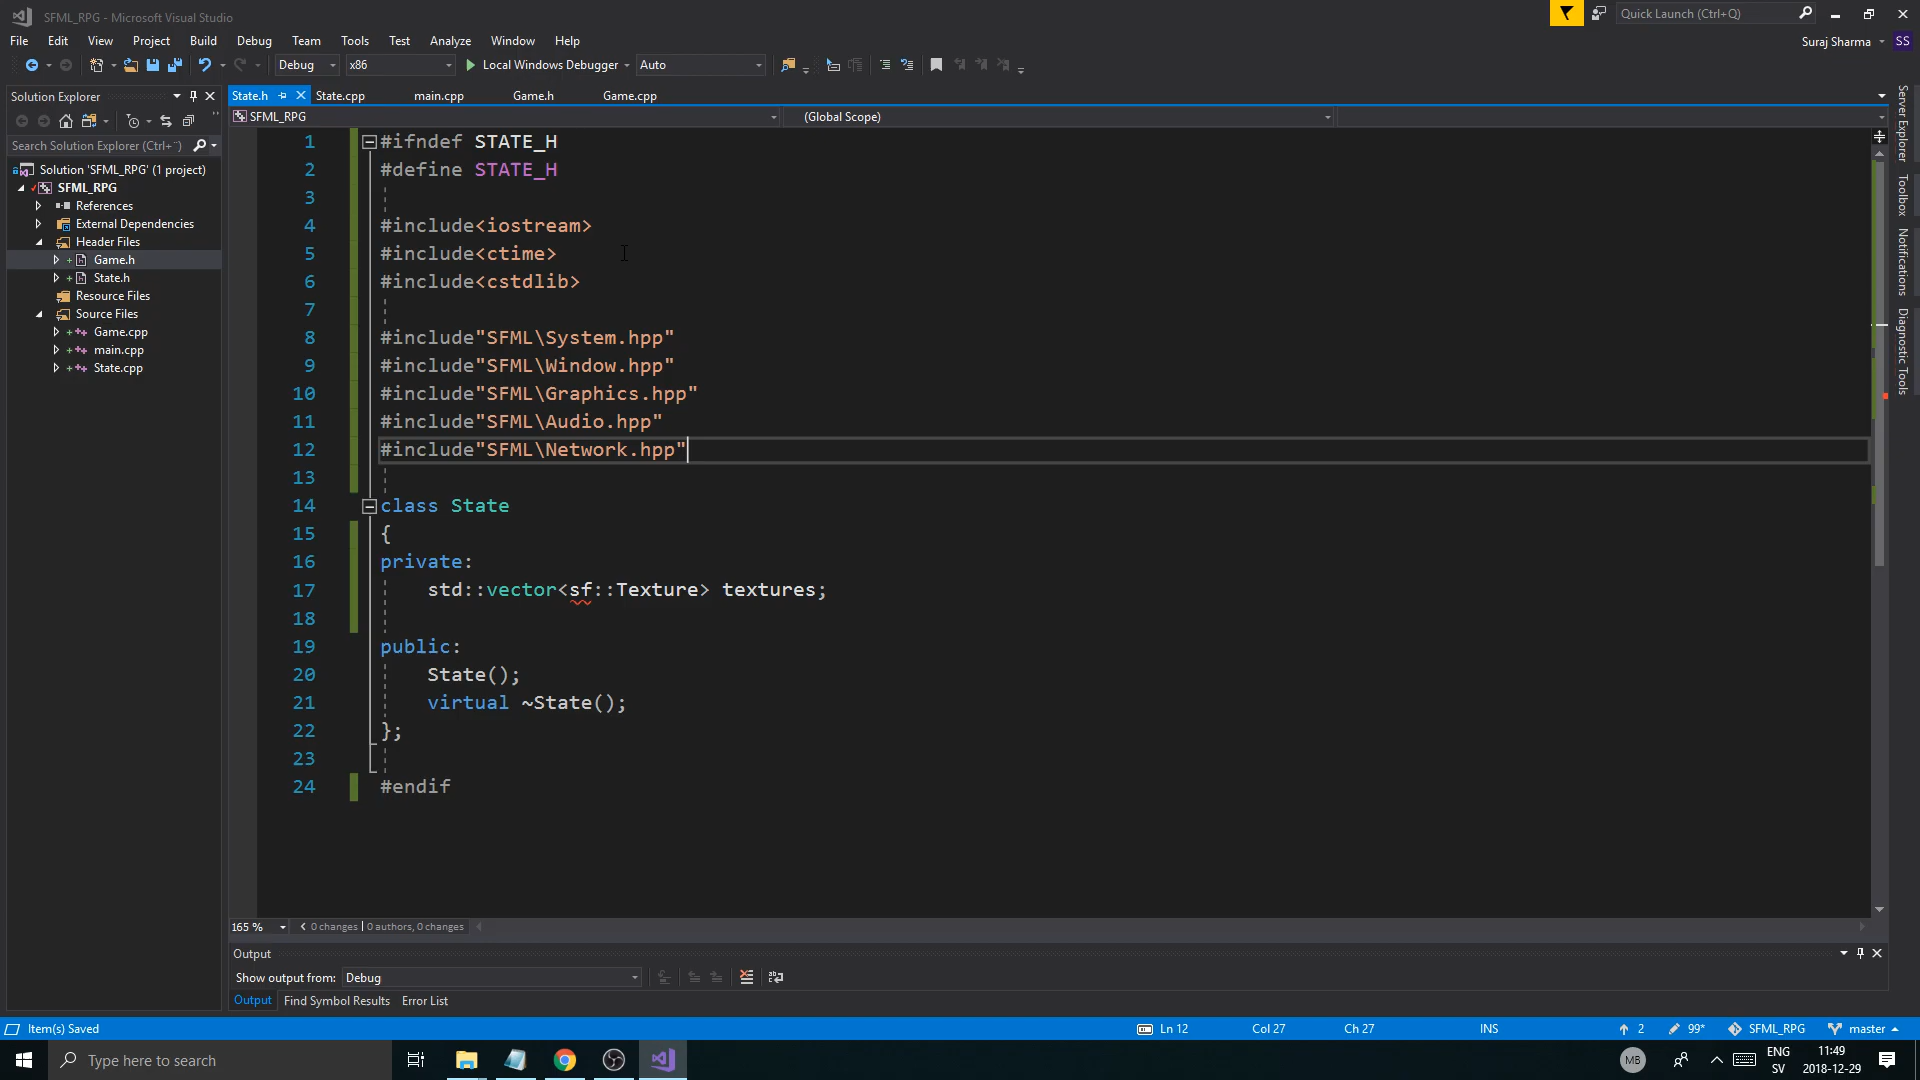 SFML_RPG - Microsoft Visual Studio
Quick Launch (Ctrl+Q)
File Edit View Project Build Debug Team Tools Test Analyze Window Help
Suraj Sharma SS
Debug x86 Local Windows Debugger Auto
Solution Explorer
State.h State.cpp main.cpp Game.h Game.cpp
SFML_RPG (Global Scope)
Search Solution Explorer (Ctrl+¨)
Solution 'SFML_RPG' (1 project)
SFML_RPG
References
External Dependencies
Header Files
Game.h
State.h
Resource Files
Source Files
Game.cpp
main.cpp
State.cpp
1 #ifndef STATE_H
2 #define STATE_H
3
4 #include<iostream>
5 #include<ctime>
6 #include<cstdlib>
7
8 #include"SFML\System.hpp"
9 #include"SFML\Window.hpp"
10 #include"SFML\Graphics.hpp"
11 #include"SFML\Audio.hpp"
12 #include"SFML\Network.hpp"
13
14 class State
15 {
16 private:
17 std::vector<sf::Texture> textures;
18
19 public:
20 State();
21 virtual ~State();
22 };
23
24 #endif
Server Explorer
Toolbox
Notifications
Diagnostic Tools
165 % 0 changes | 0 authors, 0 changes
Output
Show output from: Debug
Output Find Symbol Results Error List
Item(s) Saved Ln 12 Col 27 Ch 27 INS 2 99* SFML_RPG master
Type here to search
MB
ENG
SV
11:49
2018-12-29